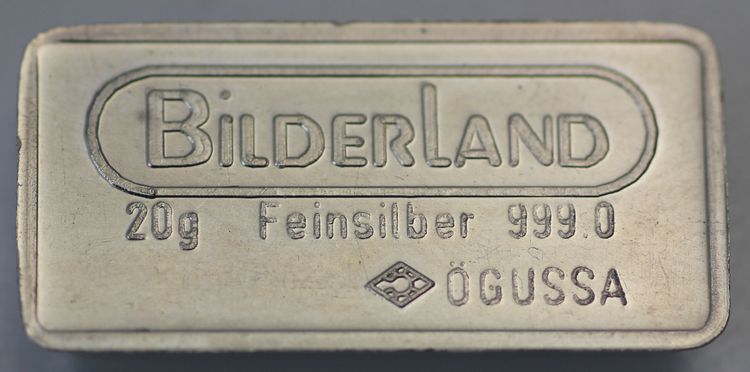 BILDERLAND
20g Feinsilber 999.0
ÖGUSSA